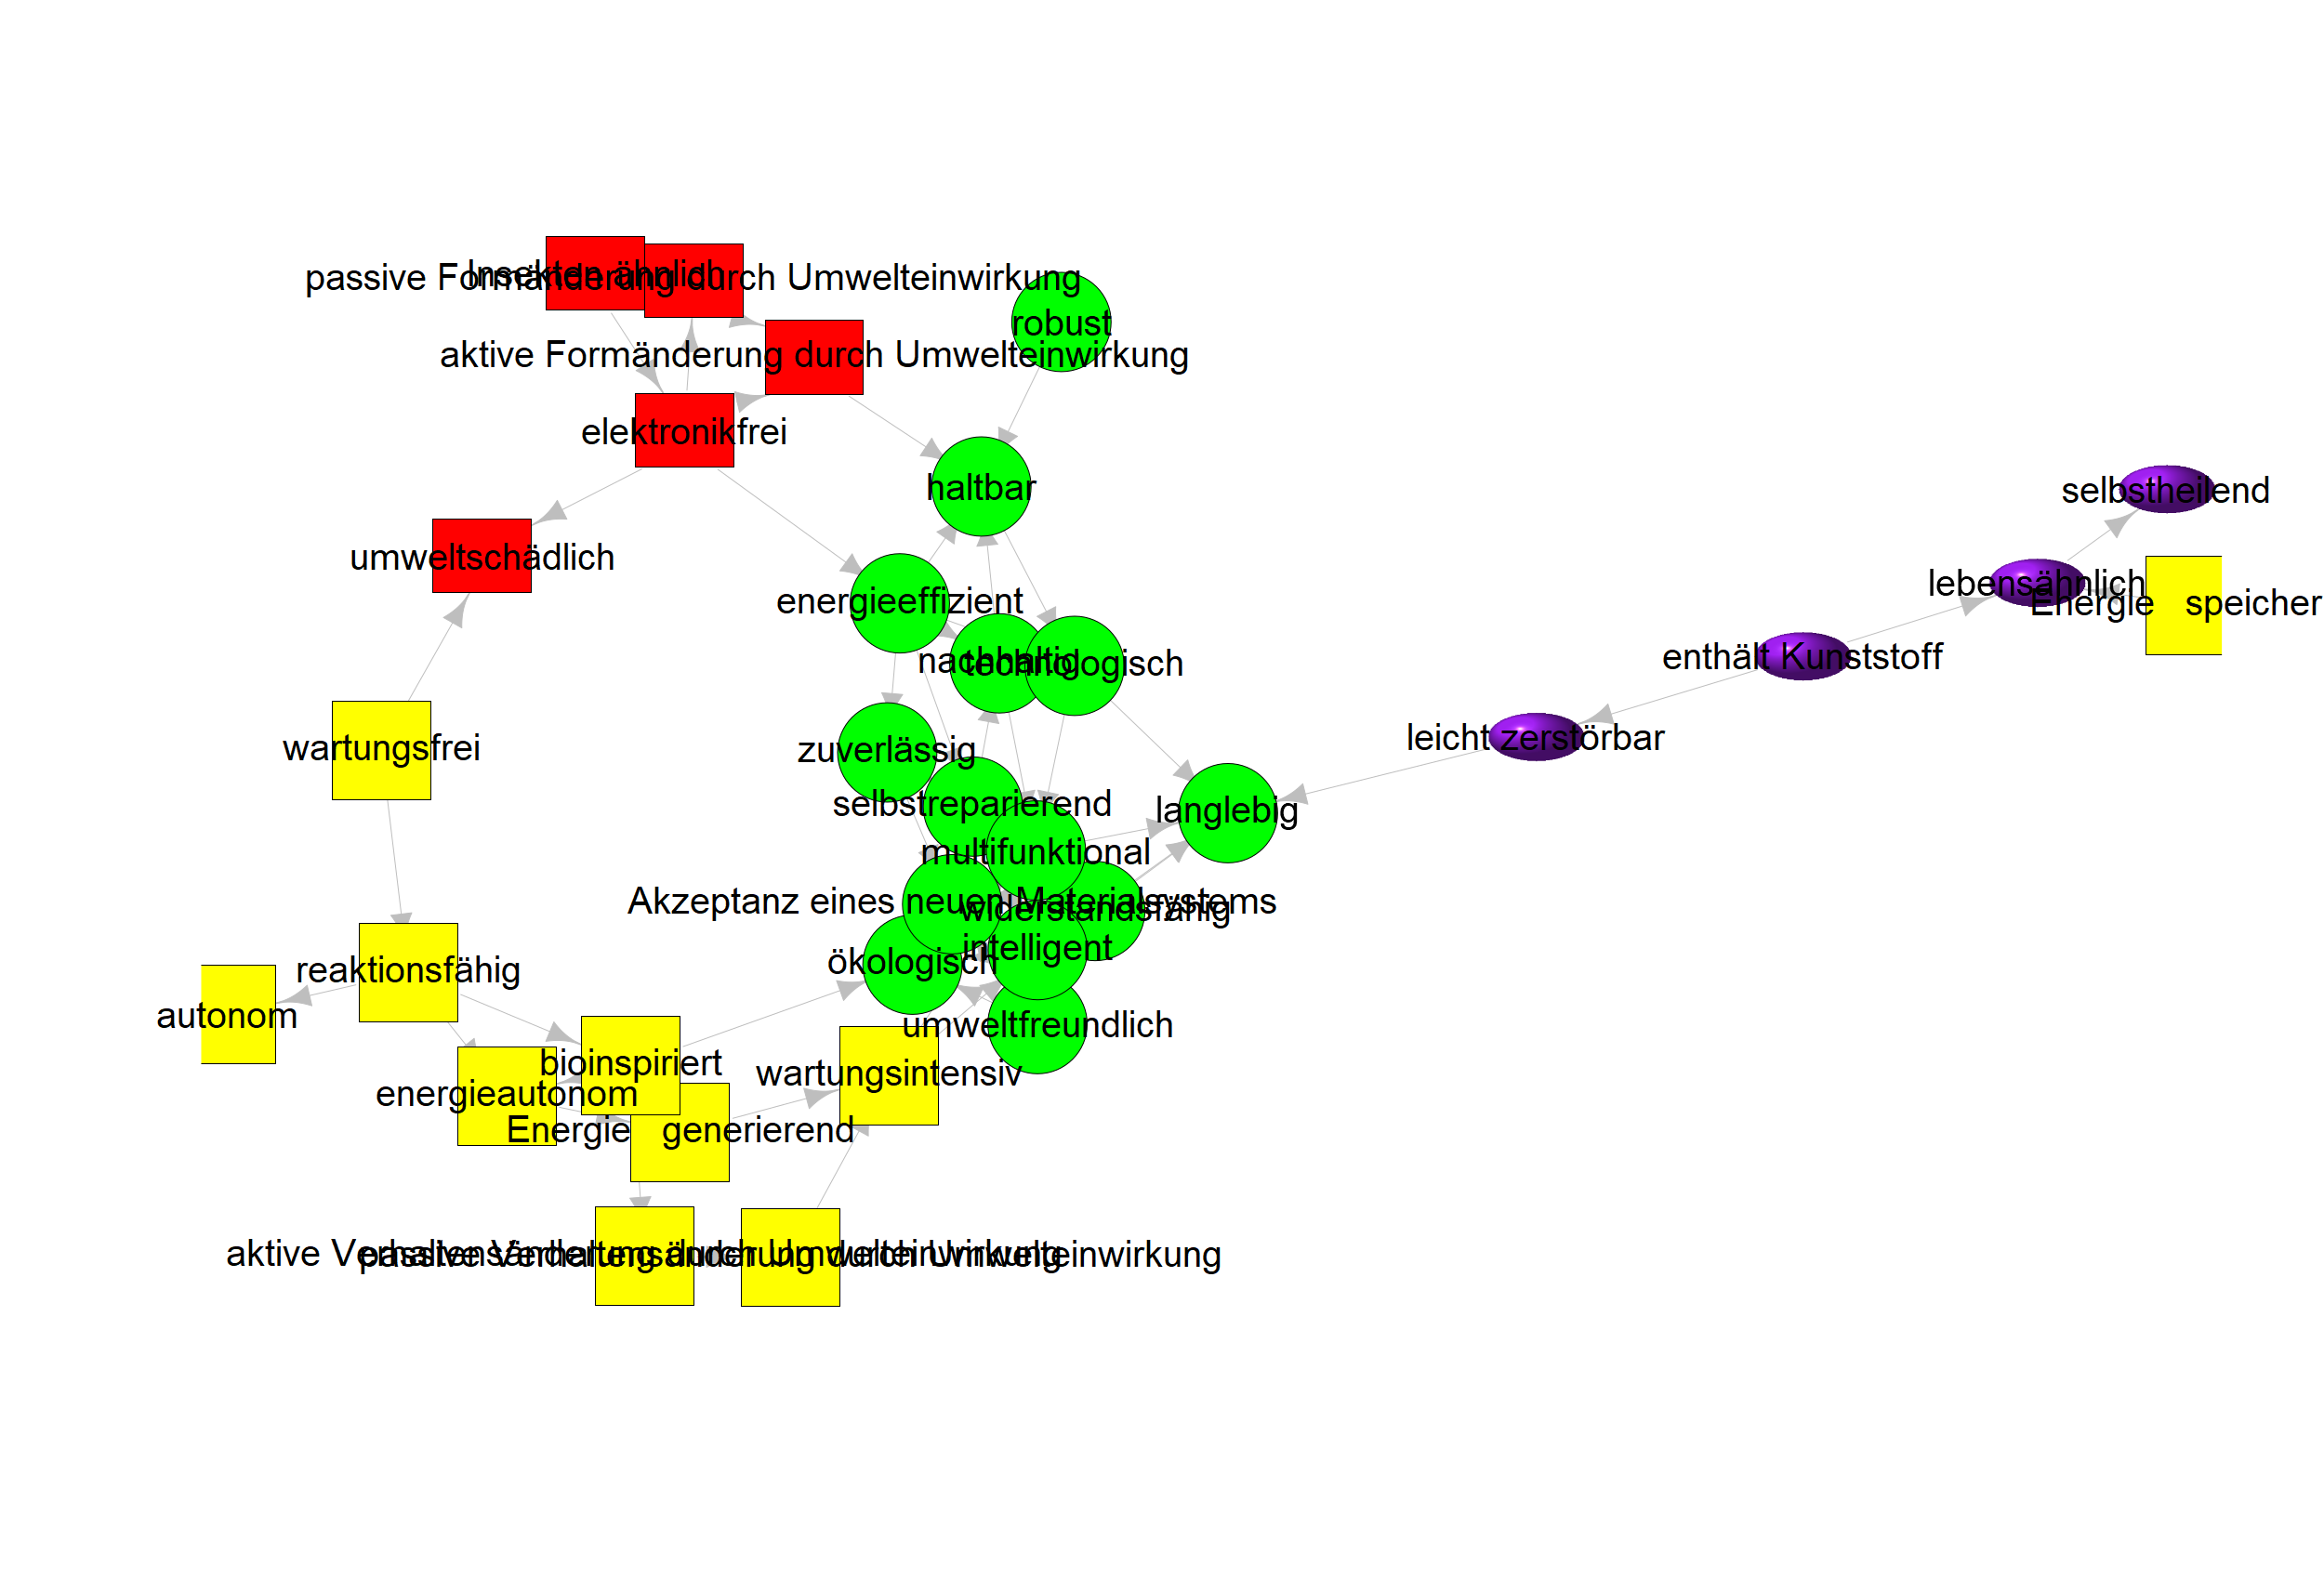 Insekten ähnlich
passive Formänderung durch Umwelteinwirkung
robust
aktive Formänderung durch Umwelteinwirkung
elektronikfrei
haltbar
selbstheilend
umweltschädlich
lebensähnlich
energieeffizient
Energie speicher
nachhaltig
technologisch
enthält Kunststoff
leicht zerstörbar
wartungsfrei
zuverlässig
selbstreparierend
langlebig
multifunktional
Akzeptanz eines neuen Materialsystems
widerstandsfähig
intelligent
ökologisch
reaktionsfähig
autonom
umweltfreundlich
bioinspiriert
wartungsintensiv
energieautonom
Energie generierend
aktive Verhaltensänderung durch Umwelteinwirkung
passive Verhaltensänderung durch Umwelteinwirkung